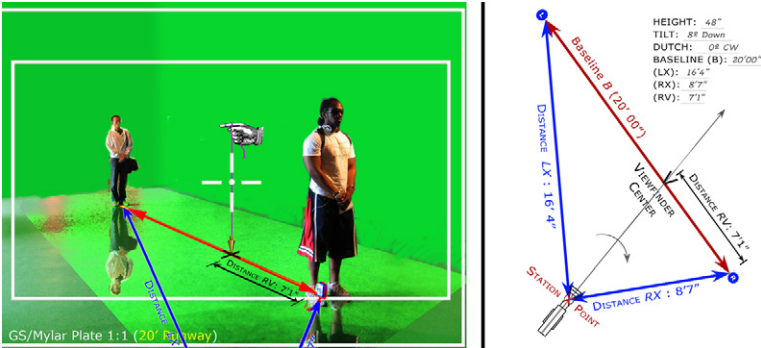 DISTANCE RV: 7'1"
DISTANCE
GS/Mylar Plate 1:1 (20' Runway)
HEIGHT: 48"
TILT: 8º Down
DUTCH: 0º CW
BASELINE (B): 20'00"
(LX): 16'4"
(RX): 8'7"
(RV): 7'1"
L
Baseline B (20' 00")
DISTANCE LX : 16' 4"
VIEWFINDER
CENTER
DISTANCE RV: 7'1"
R
STATION POINT
DISTANCE RX : 8'7"